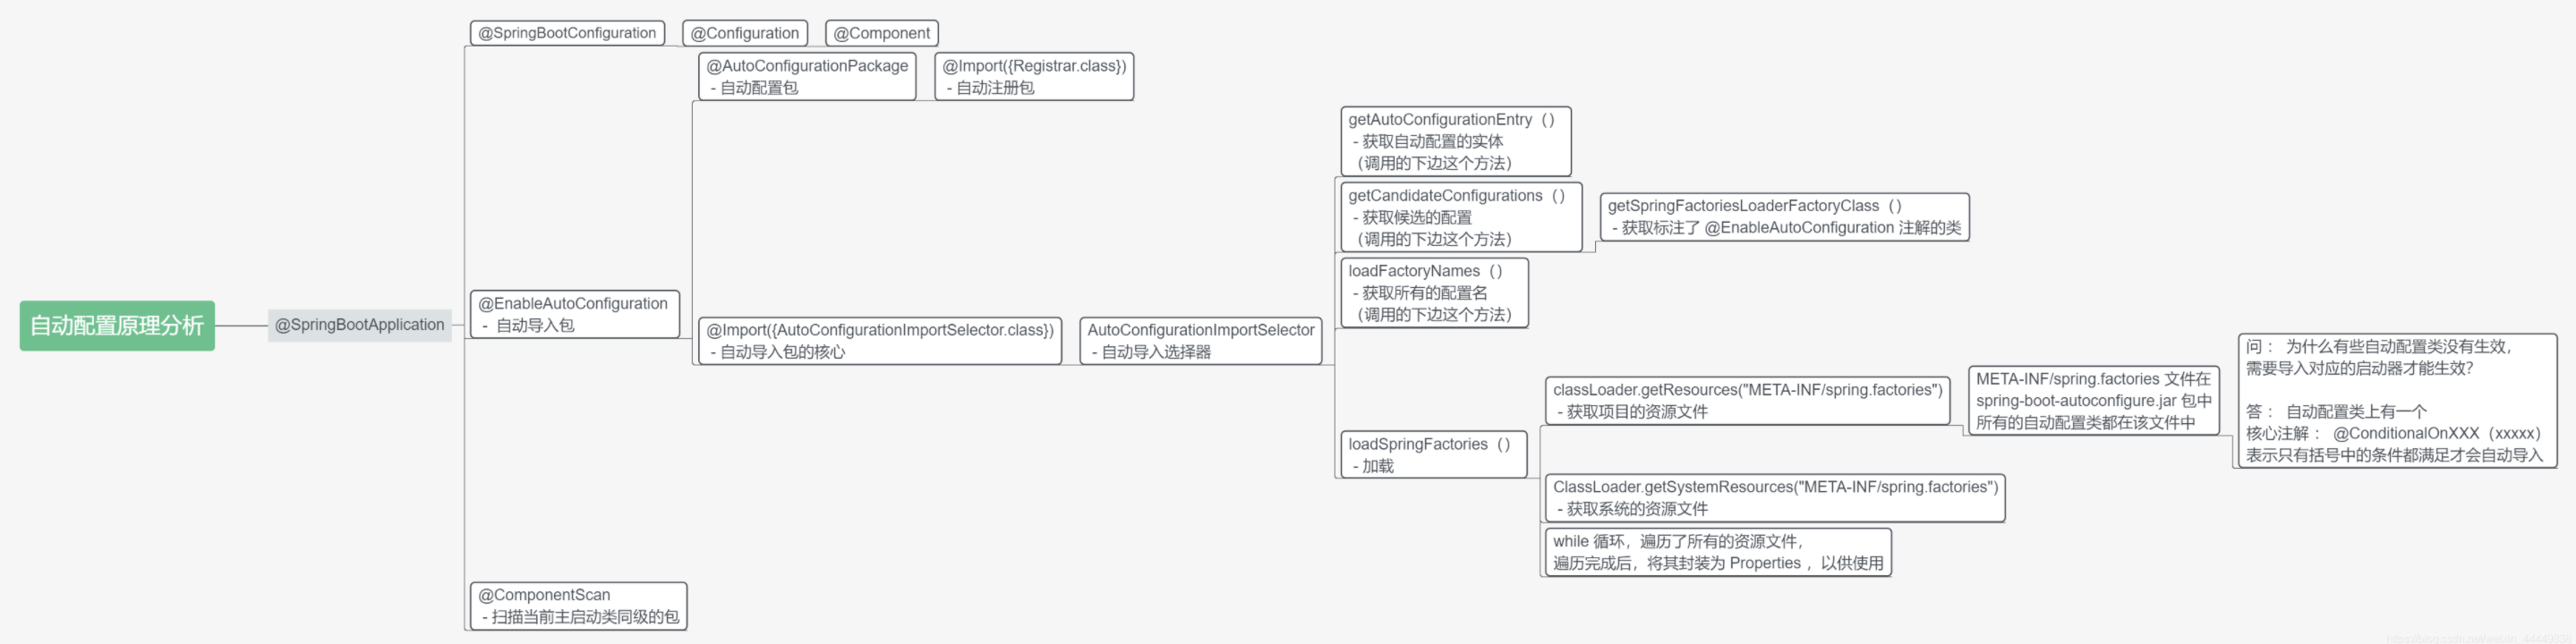 自动配置原理分析
@SpringBootApplication
@SpringBootConfiguration
@Configuration
@Component
@EnableAutoConfiguration
- 自动导入包
@AutoConfigurationPackage
- 自动配置包
@Import({Registrar.class})
- 自动注册包
@Import({AutoConfigurationImportSelector.class})
- 自动导入包的核心
AutoConfigurationImportSelector
- 自动导入选择器
getAutoConfigurationEntry（）
- 获取自动配置的实体
（调用的下边这个方法）
getCandidateConfigurations（）
- 获取候选的配置
（调用的下边这个方法）
getSpringFactoriesLoaderFactoryClass（）
- 获取标注了 @EnableAutoConfiguration 注解的类
loadFactoryNames（）
- 获取所有的配置名
（调用的下边这个方法）
loadSpringFactories（）
- 加载
classLoader.getResources("META-INF/spring.factories")
- 获取项目的资源文件
META-INF/spring.factories 文件在
spring-boot-autoconfigure.jar 包中
所有的自动配置类都在该文件中
问： 为什么有些自动配置类没有生效，
需要导入对应的启动器才能生效？
答： 自动配置类上有一个
核心注解： @ConditionalOnXXX（xxxxx）
表示只有括号中的条件都满足才会自动导入
ClassLoader.getSystemResources("META-INF/spring.factories")
- 获取系统的资源文件
while 循环，遍历了所有的资源文件，
遍历完成后，将其封装为 Properties ，以供使用
@ComponentScan
- 扫描当前主启动类同级的包